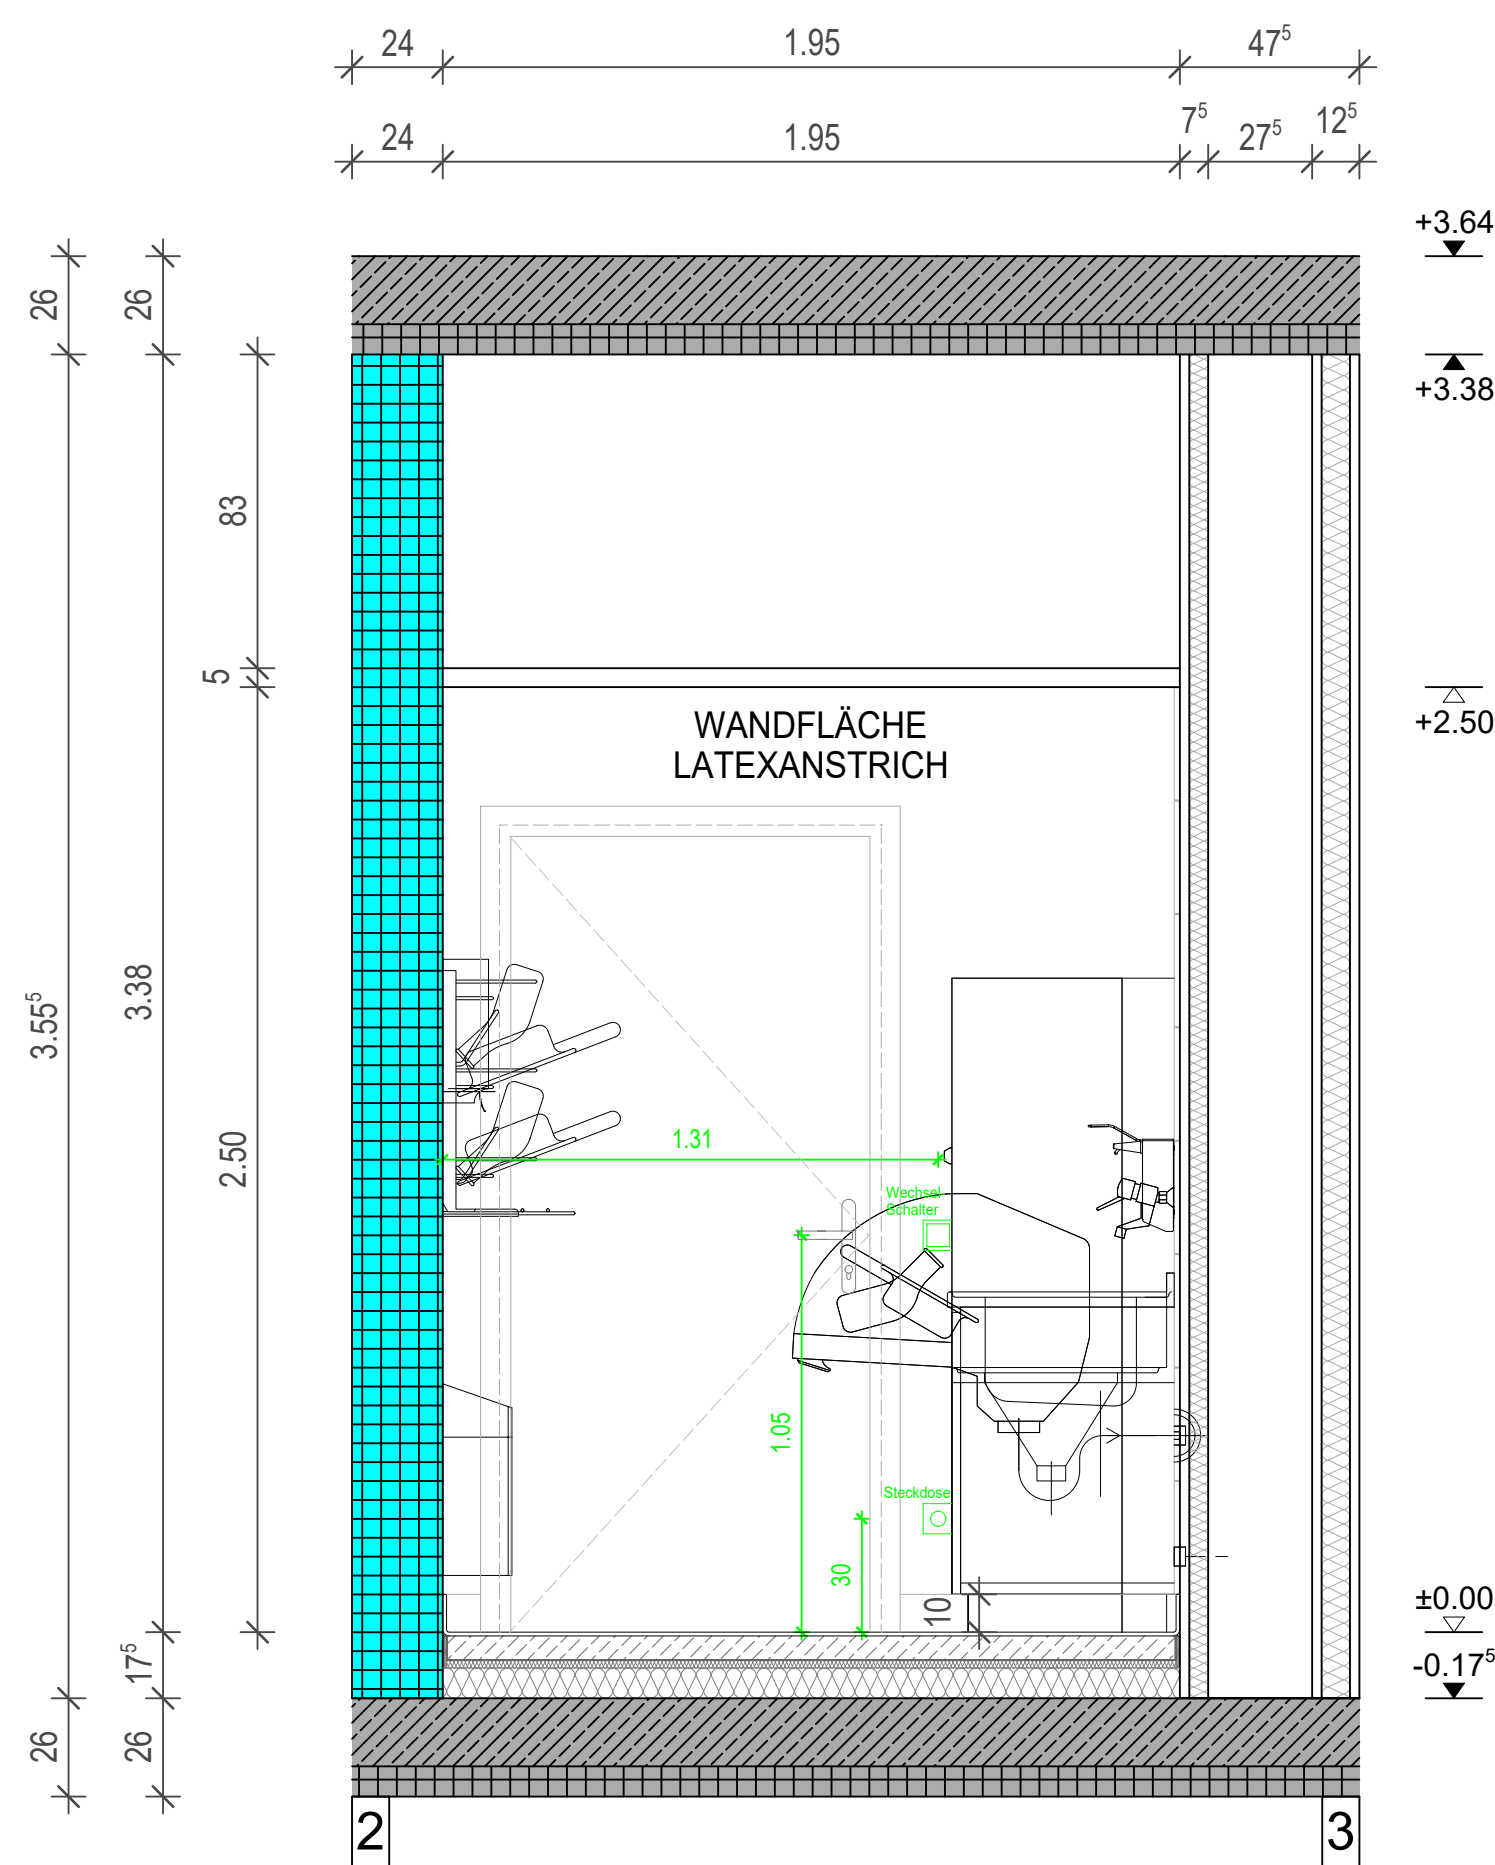 24 1.95 47⁵
24 1.95 7⁵ 27⁵ 12⁵
+3.64
26 26
+3.38
83
5
+2.50
WANDFLÄCHE
LATEXANSTRICH
3.55⁵ 3.38 2.50
1.31
Wechsel
Schalter
1.05
Steckdose
30
10
±0.00
17⁵
-0.17⁵
26 26
2 3